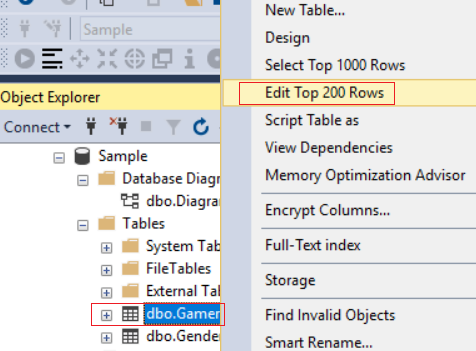 Sample
Object Explorer
Connect
Sample
Database Diagr
dbo.Diagra
Tables
System Tab
FileTables
External Tal
dbo.Gamer
dbo.Gende
New Table...
Design
Select Top 1000 Rows
Edit Top 200 Rows
Script Table as
View Dependencies
Memory Optimization Advisor
Encrypt Columns...
Full-Text index
Storage
Find Invalid Objects
Smart Rename...